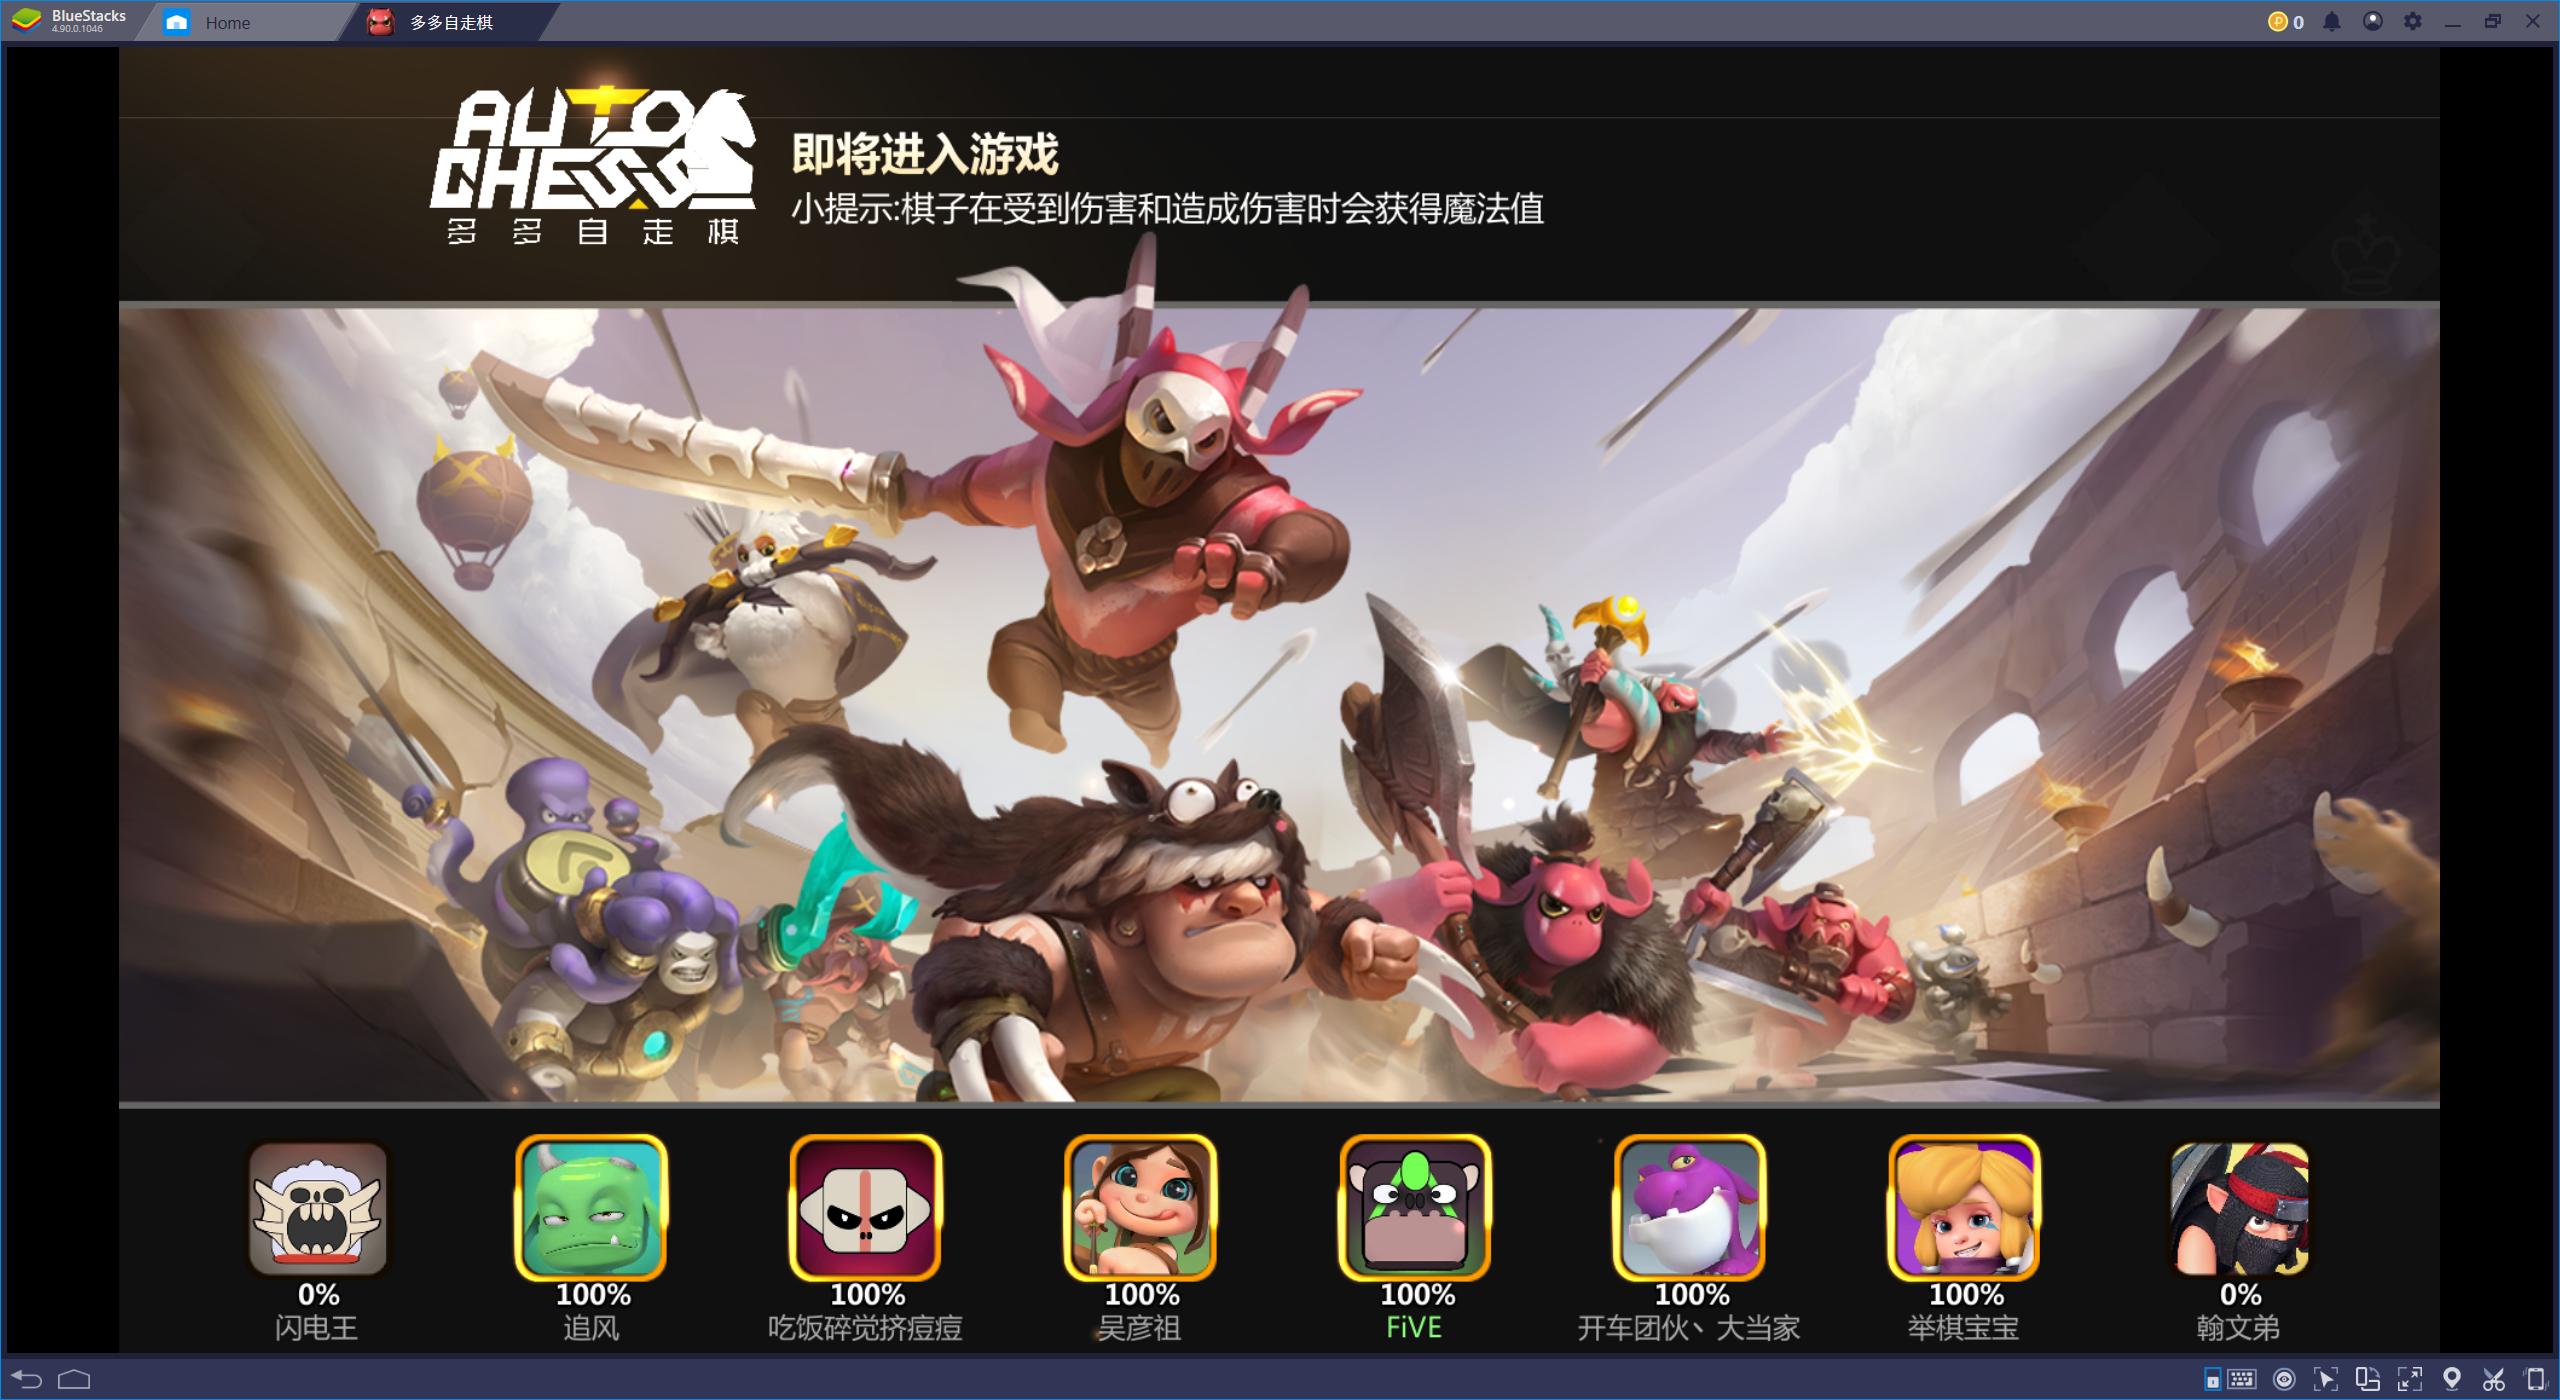 BlueStacks
4.90.0.1046
Home
多多自走棋
0
AUTO
CHESS
多多自走棋
即将进入游戏
小提示:棋子在受到伤害和造成伤害时会获得魔法值
0%
100%
100%
100%
100%
100%
100%
0%
闪电王
追风
吃饭碎觉挤痘痘
吴彦祖
FiVE
开车团伙丶大当家
举棋宝宝
翰文弟